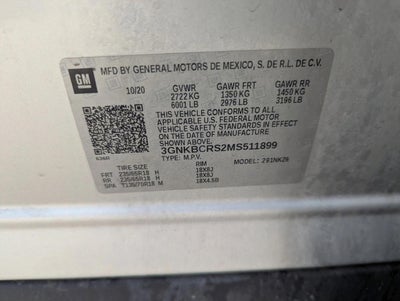 GM
MFD BY GENERAL MOTORS DE MEXICO, S. DE R.L. DE C.V.
10/20 GVWR GAWR FRT GAWR RR
2722 KG 1350 KG 1450 KG
6001 LB 2976 LB 3196 LB
THIS VEHICLE CONFORMS TO ALL
APPLICABLE U.S. FEDERAL MOTOR
VEHICLE SAFETY STANDARDS IN
EFFECT ON THE DATE OF
MANUFACTURE SHOWN ABOVE.
3GNKBCRS2MS511899
TYPE: M.P.V. MODEL: 
TIRE SIZE RIM
FRT 235/65R18 H 18X8J
RR 235/65R18 H 18X8J
SPA T135/70R18 M 18X4.5B